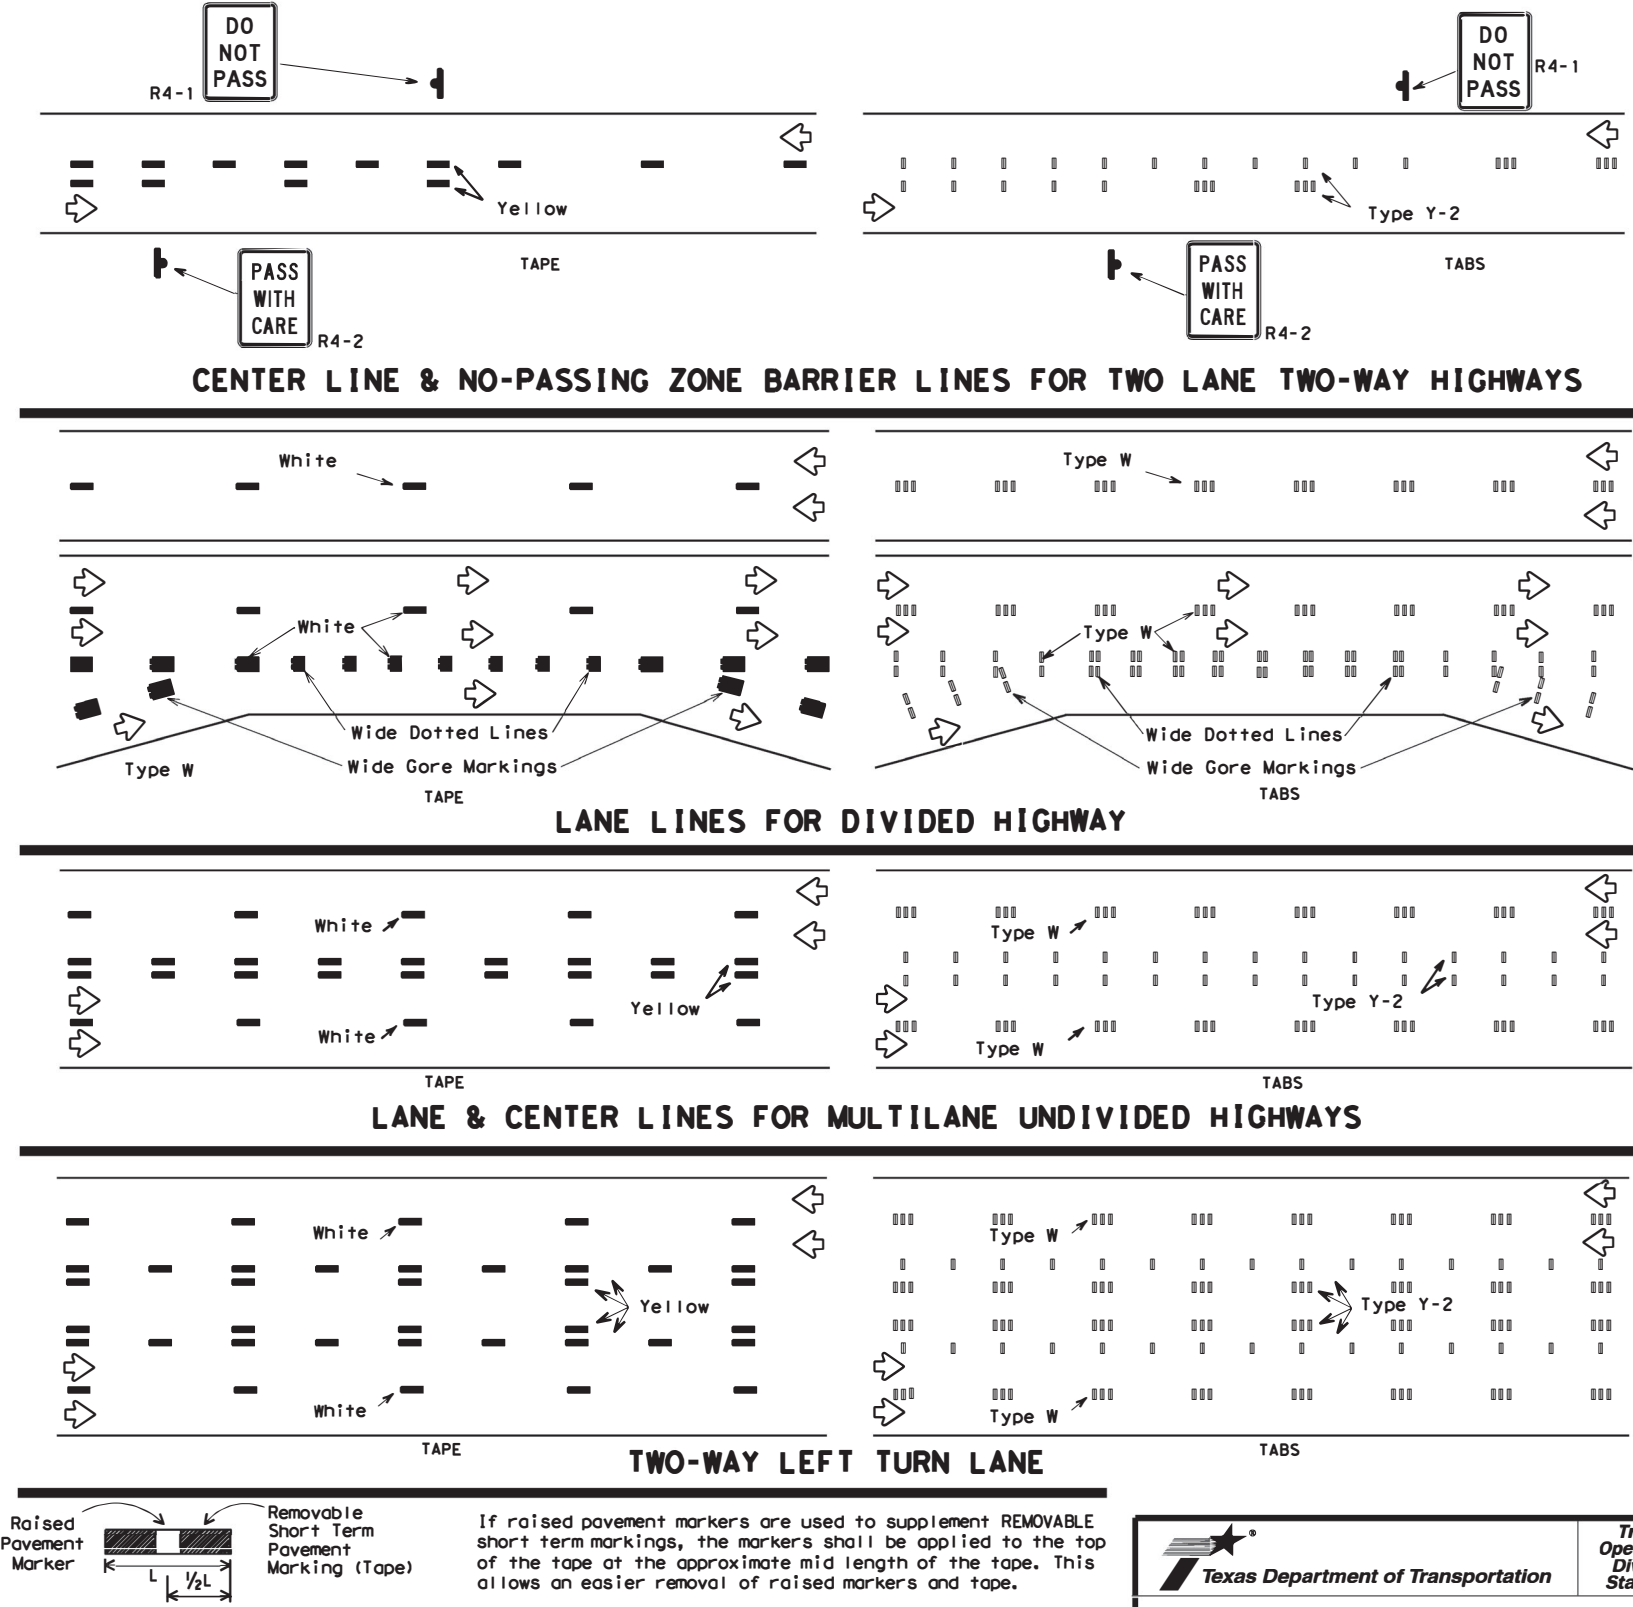 DO
NOT
PASS
R4-1
DO
NOT
PASS
R4-1
Yellow
Type Y-2
TAPE
TABS
PASS
WITH
CARE
R4-2
PASS
WITH
CARE
R4-2
CENTER LINE & NO-PASSING ZONE BARRIER LINES FOR TWO LANE TWO-WAY HIGHWAYS
White
Type W
White
Type W
Wide Dotted Lines
Wide Dotted Lines
Type W
Wide Gore Markings
Wide Gore Markings
TAPE
TABS
LANE LINES FOR DIVIDED HIGHWAY
White
Type W
Yellow
Type Y-2
White
Type W
TAPE
TABS
LANE & CENTER LINES FOR MULTILANE UNDIVIDED HIGHWAYS
White
Type W
Yellow
Type Y-2
White
Type W
TAPE
TABS
TWO-WAY LEFT TURN LANE
Raised
Pavement
Marker
L
½L
Removable
Short Term
Pavement
Marking (Tape)
If raised pavement markers are used to supplement REMOVABLE
short term markings, the markers shall be applied to the top
of the tape at the approximate mid length of the tape. This
allows an easier removal of raised markers and tape.
®
Texas Department of Transportation